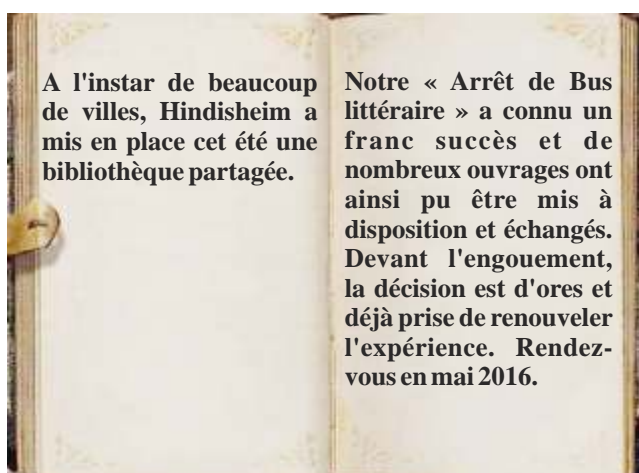 A l'instar de beaucoup
de villes, Hindisheim a
mis en place cet été une
bibliothèque partagée.
Notre « Arrêt de Bus
littéraire » a connu un
franc succès et de
nombreux ouvrages ont
ainsi pu être mis à
disposition et échangés.
Devant l'engouement,
la décision est d'ores et
déjà prise de renouveler
l'expérience. Rendez-
vous en mai 2016.